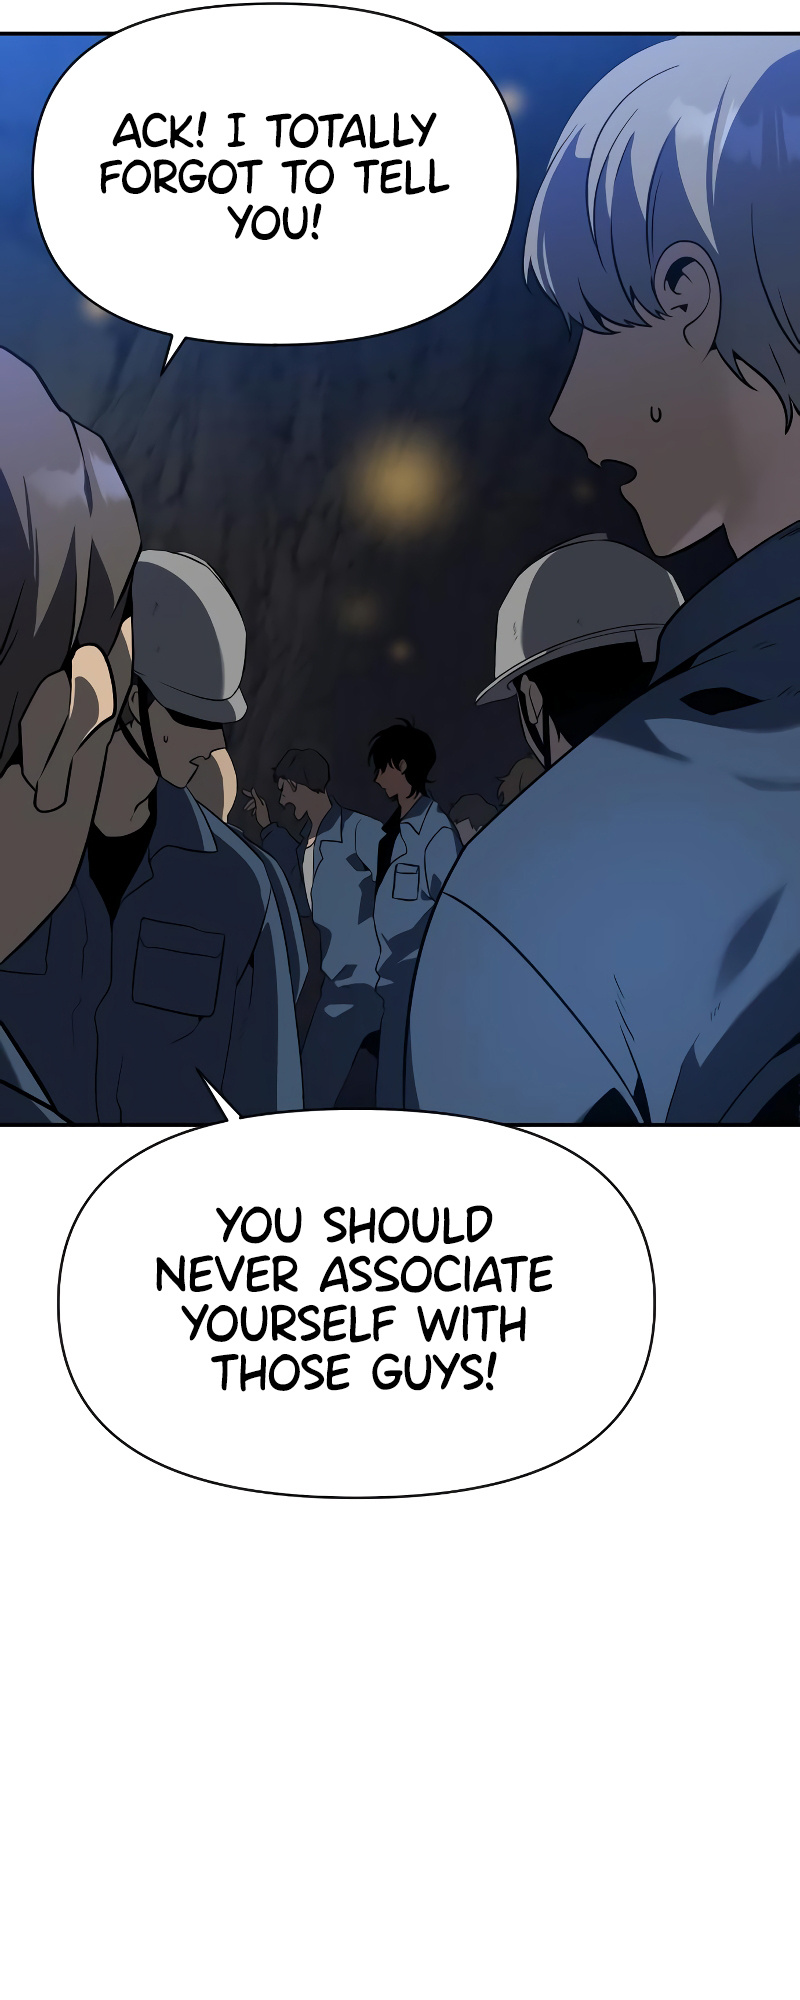 ACK! I TOTALLY
FORGOT TO TELL
YOU!
YOU SHOULD
NEVER ASSOCIATE
YOURSELF WITH
THOSE GUYS!